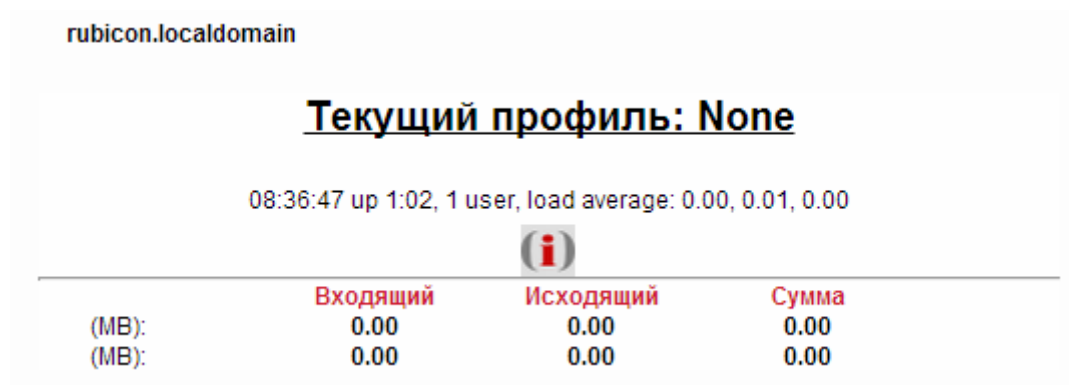 rubicon.localdomain
Текущий профиль: None
08:36:47 up 1:02, 1 user, load average: 0.00, 0.01, 0.00
(i)
Входящий Исходящий Сумма
(MB): 0.00 0.00 0.00
(MB): 0.00 0.00 0.00